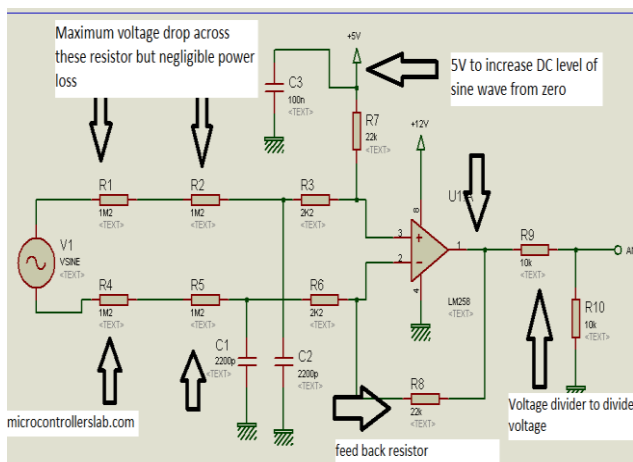 Maximum voltage drop across
these resistor but negligible power
loss
+5V
5V to increase DC level of
sine wave from zero
C3
100n
<TEXT>
R7
22k
<TEXT>
+12V
R1
1M2
<TEXT>
R2
1M2
<TEXT>
R3
2K2
<TEXT>
U1:A
8
3
2
1
4
LM258
<TEXT>
V1
VSINE
<TEXT>
R9
10k
<TEXT>
R10
10k
<TEXT>
R4
1M2
<TEXT>
R5
1M2
<TEXT>
R6
2K2
<TEXT>
C1
2200p
<TEXT>
C2
2200p
<TEXT>
R8
22k
<TEXT>
microcontrollerslab.com
feed back resistor
Voltage divider to divide
voltage